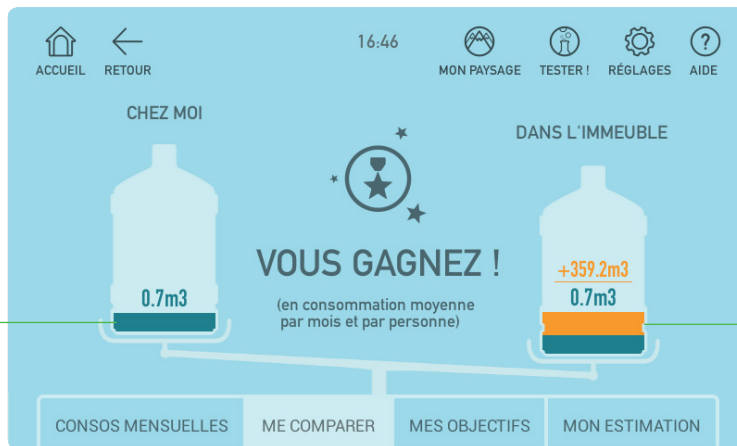 16:46
ACCUEIL RETOUR MON PAYSAGE TESTER ! RÉGLAGES AIDE
?
CHEZ MOI
DANS L'IMMEUBLE
VOUS GAGNEZ !
(en consommation moyenne
par mois et par personne)
0.7m3
+359.2m3
0.7m3
CONSOS MENSUELLES ME COMPARER MES OBJECTIFS MON ESTIMATION